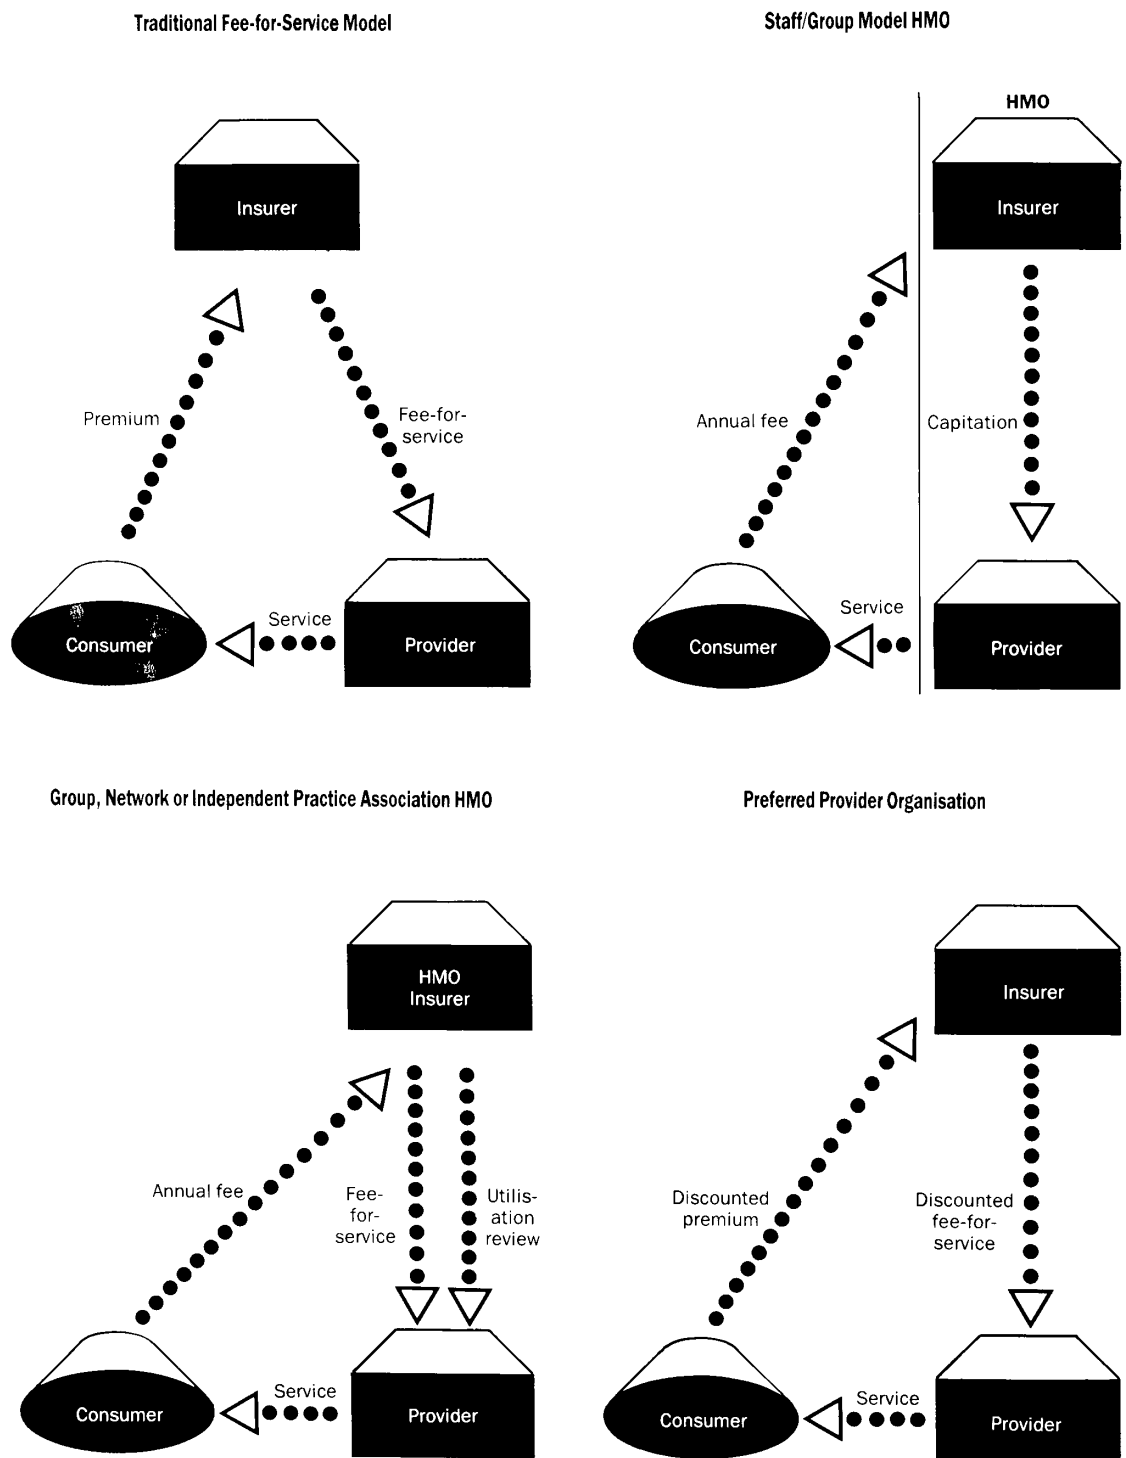 Traditional Fee-for-Service Model
Insurer
Premium
Fee-for-
service
Service
Consumer
Provider
Staff/Group Model HMO
HMO
Insurer
Annual fee
Capitation
Service
Consumer
Provider
Group, Network or Independent Practice Association HMO
HMO
Insurer
Annual fee
Fee-
for-
service
Utilis-
ation
review
Service
Consumer
Provider
Preferred Provider Organisation
Insurer
Discounted
premium
Discounted
fee-for-
service
Service
Consumer
Provider